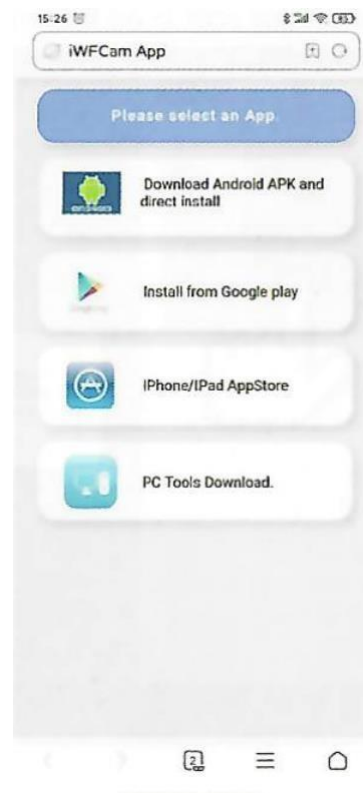 15:26
iWFCam App
Please select an App.
Download Android APK and
direct install
Install from Google play
IPhone/IPad AppStore
PC Tools Download.
2